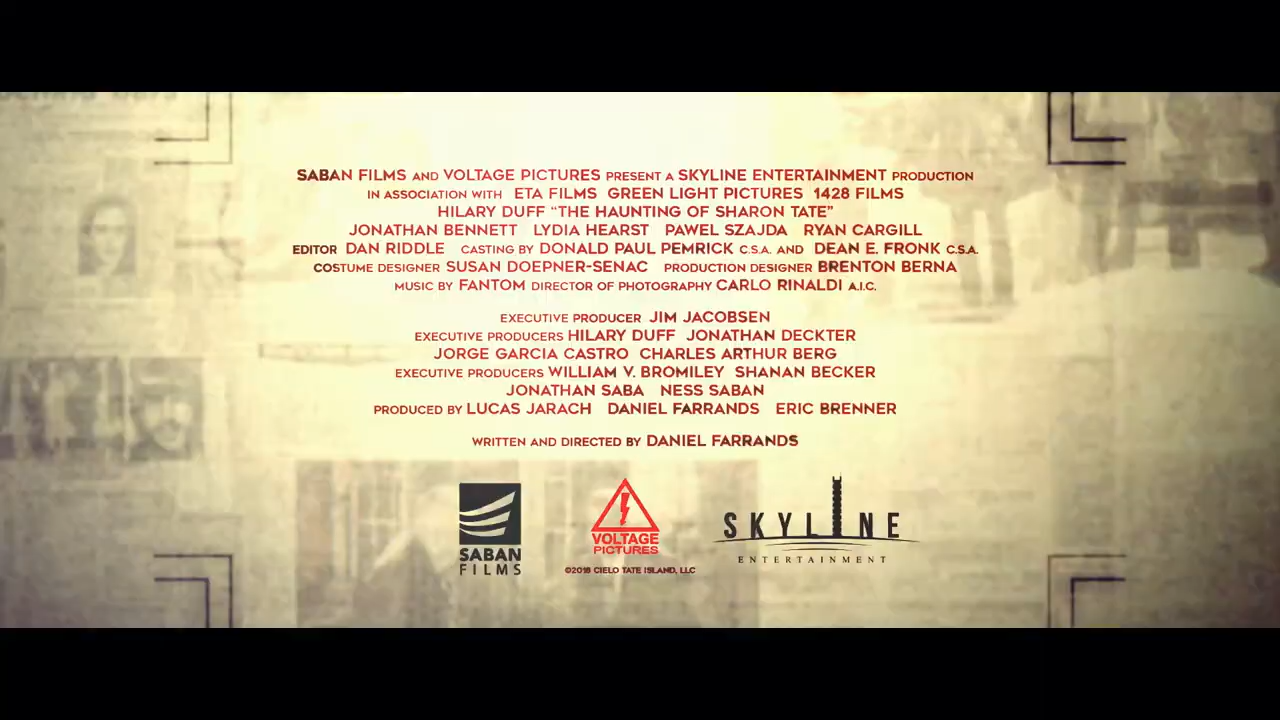 SABAN FILMS AND VOLTAGE PICTURES PRESENT A SKYLINE ENTERTAINMENT PRODUCTION
IN ASSOCIATION WITH ETA FILMS GREEN LIGHT PICTURES 1428 FILMS
HILARY DUFF “THE HAUNTING OF SHARON TATE”
JONATHAN BENNETT LYDIA HEARST PAWEL SZAJDA RYAN CARGILL
EDITOR DAN RIDDLE CASTING BY DONALD PAUL PEMRICK C.S.A. AND DEAN E. FRONK C.S.A.
COSTUME DESIGNER SUSAN DOEPNER-SENAC PRODUCTION DESIGNER BRENTON BERNA
MUSIC BY FANTOM DIRECTOR OF PHOTOGRAPHY CARLO RINALDI A.I.C.
EXECUTIVE PRODUCER JIM JACOBSEN
EXECUTIVE PRODUCERS HILARY DUFF JONATHAN DECKTER
JORGE GARCIA CASTRO CHARLES ARTHUR BERG
EXECUTIVE PRODUCERS WILLIAM V. BROMILEY SHANAN BECKER
JONATHAN SABA NESS SABAN
PRODUCED BY LUCAS JARACH DANIEL FARRANDS ERIC BRENNER
WRITTEN AND DIRECTED BY DANIEL FARRANDS
SABAN
FILMS
VOLTAGE
PICTURES
SKYLINE
ENTERTAINMENT
©2018 CIELO TATE ISLAND, LLC